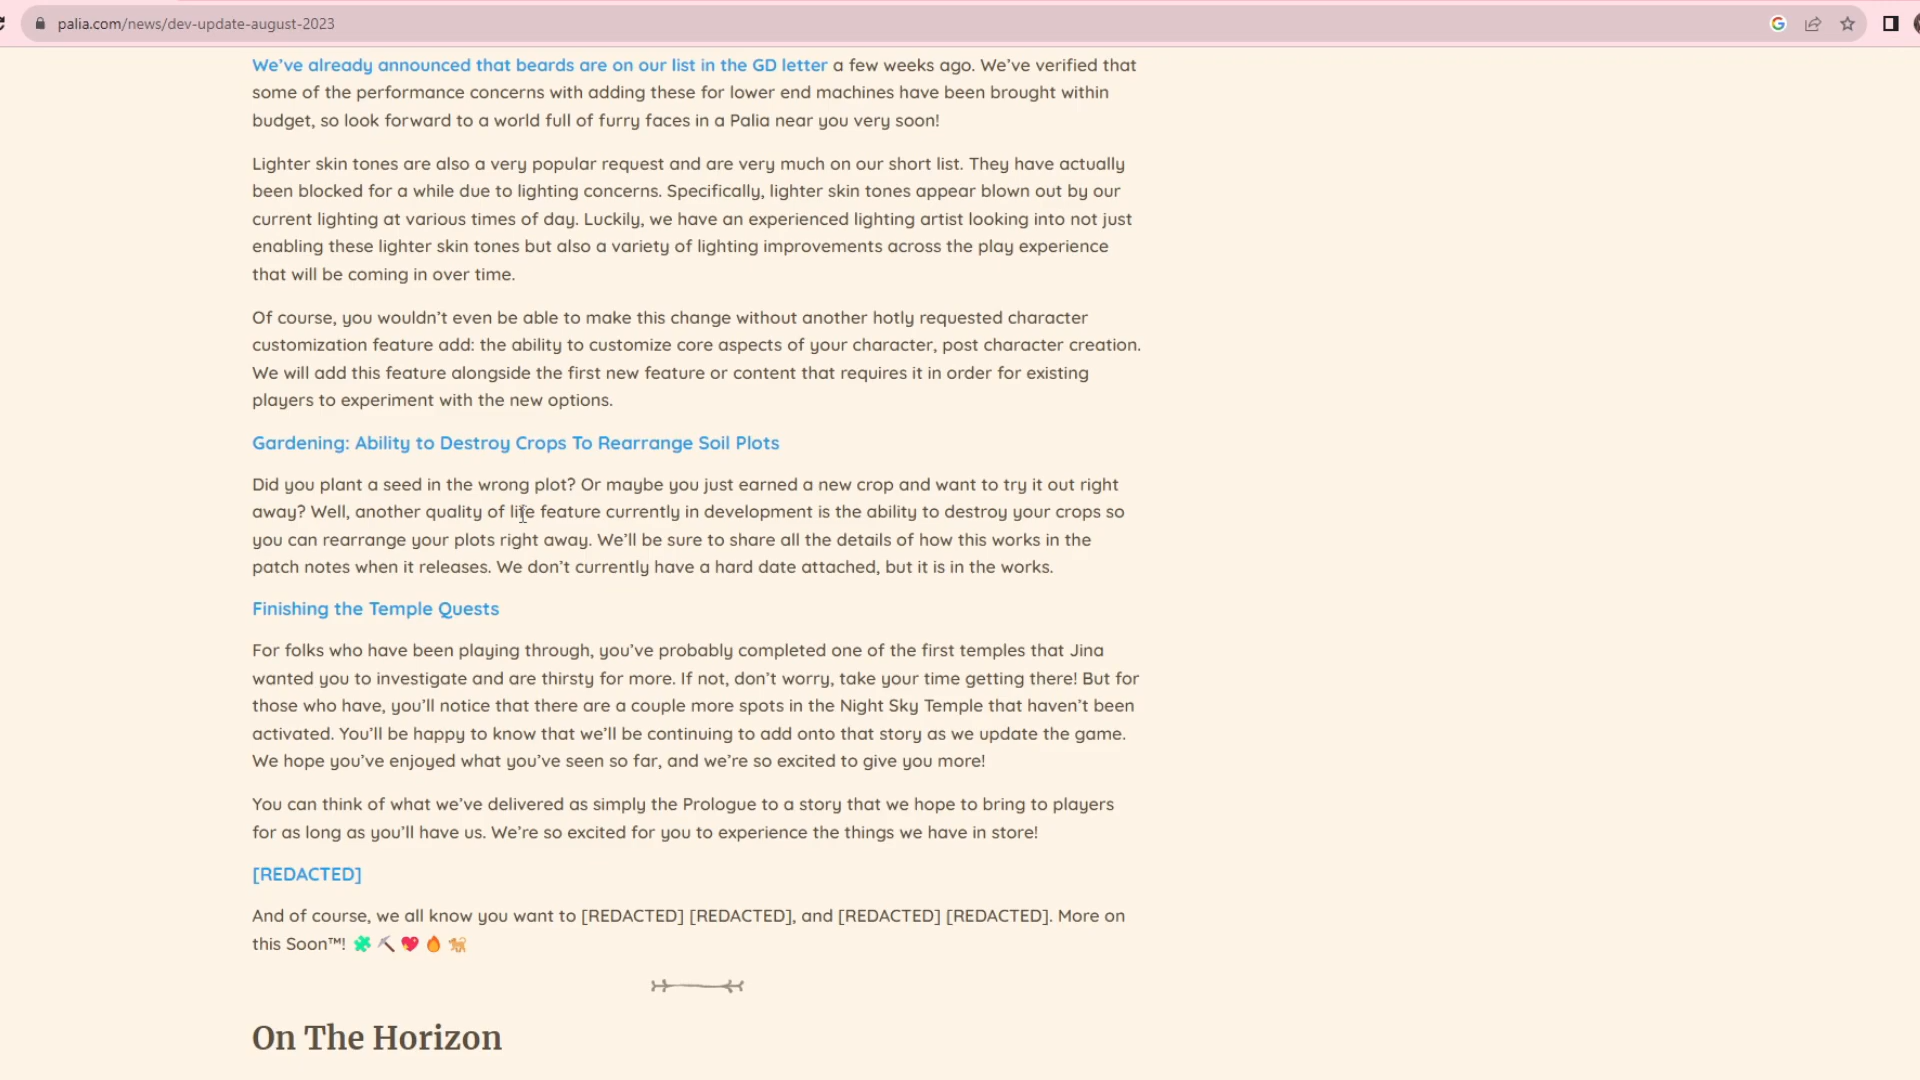 palia.com/news/dev-update-august-2023
We’ve already announced that beards are on our list in the GD letter a few weeks ago. We’ve verified that
some of the performance concerns with adding these for lower end machines have been brought within
budget, so look forward to a world full of furry faces in a Palia near you very soon!
Lighter skin tones are also a very popular request and are very much on our short list. They have actually
been blocked for a while due to lighting concerns. Specifically, lighter skin tones appear blown out by our
current lighting at various times of day. Luckily, we have an experienced lighting artist looking into not just
enabling these lighter skin tones but also a variety of lighting improvements across the play experience
that will be coming in over time.
Of course, you wouldn’t even be able to make this change without another hotly requested character
customization feature add: the ability to customize core aspects of your character, post character creation.
We will add this feature alongside the first new feature or content that requires it in order for existing
players to experiment with the new options.
Gardening: Ability to Destroy Crops To Rearrange Soil Plots
Did you plant a seed in the wrong plot? Or maybe you just earned a new crop and want to try it out right
away? Well, another quality of life feature currently in development is the ability to destroy your crops so
you can rearrange your plots right away. We’ll be sure to share all the details of how this works in the
patch notes when it releases. We don’t currently have a hard date attached, but it is in the works.
Finishing the Temple Quests
For folks who have been playing through, you’ve probably completed one of the first temples that Jina
wanted you to investigate and are thirsty for more. If not, don’t worry, take your time getting there! But for
those who have, you’ll notice that there are a couple more spots in the Night Sky Temple that haven’t been
activated. You’ll be happy to know that we’ll be continuing to add onto that story as we update the game.
We hope you’ve enjoyed what you’ve seen so far, and we’re so excited to give you more!
You can think of what we’ve delivered as simply the Prologue to a story that we hope to bring to players
for as long as you’ll have us. We’re so excited for you to experience the things we have in store!
[REDACTED]
And of course, we all know you want to [REDACTED] [REDACTED], and [REDACTED] [REDACTED]. More on
this Soon™!
On The Horizon